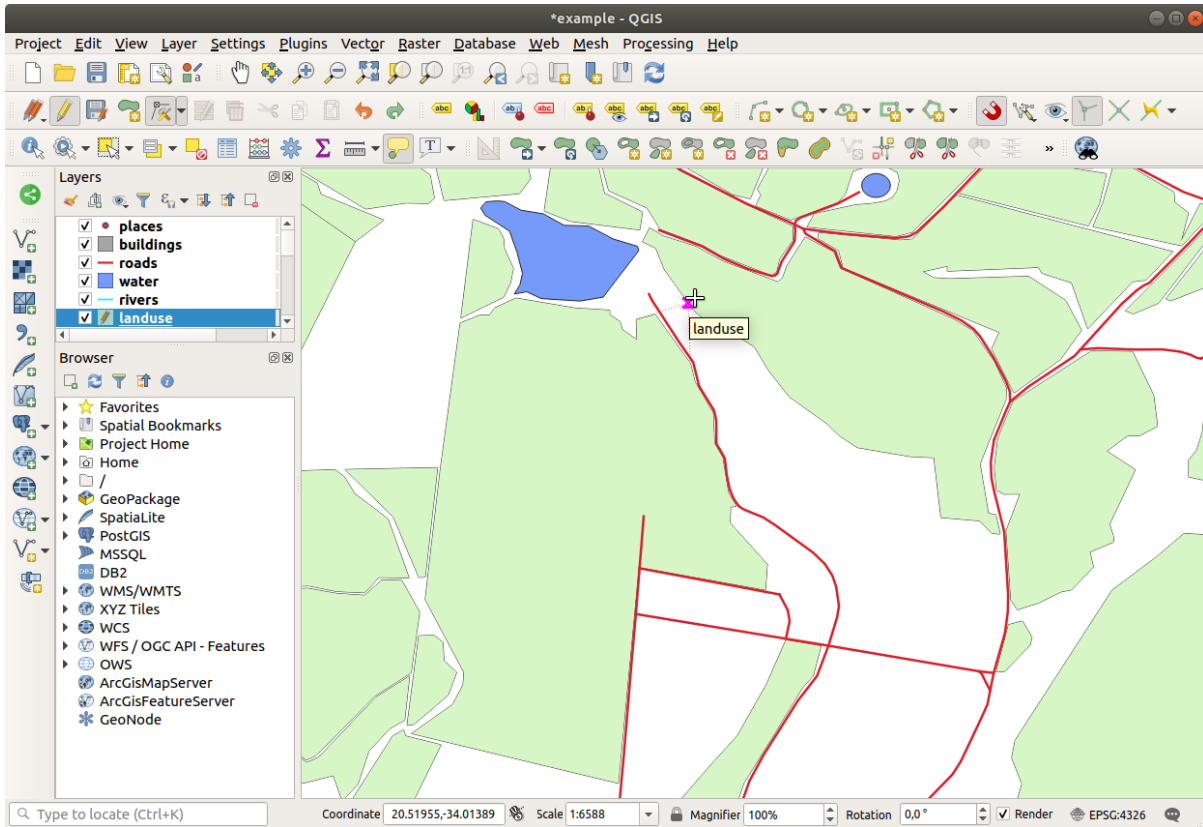 *example - QGIS
Project Edit View Layer Settings Plugins Vector Raster Database Web Mesh Processing Help
Layers
places
buildings
roads
water
rivers
landuse
Browser
Favorites
Spatial Bookmarks
Project Home
Home
/
GeoPackage
SpatiaLite
PostGIS
MSSQL
DB2
WMS/WMTS
XYZ Tiles
WCS
WFS / OGC API - Features
OWS
ArcGisMapServer
ArcGisFeatureServer
GeoNode
landuse
Type to locate (Ctrl+K) Coordinate 20.51955,-34.01389 Scale 1:6588 Magnifier 100% Rotation 0,0° Render EPSG:4326